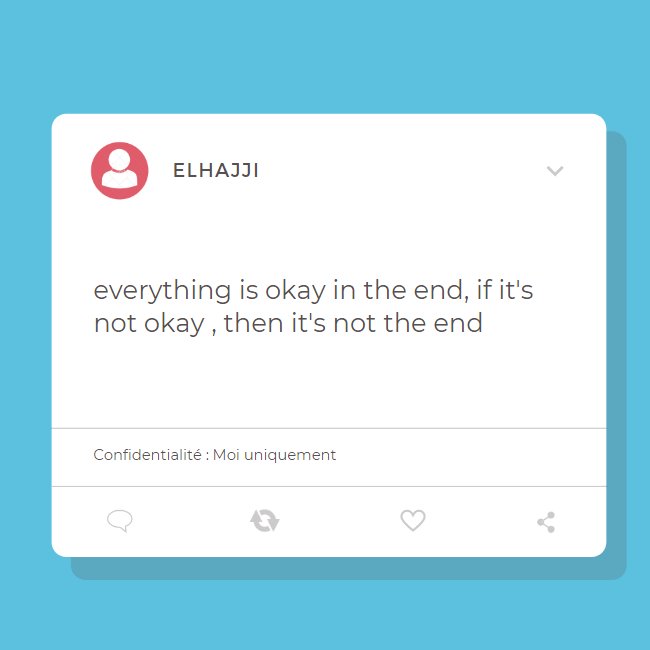 ELHAJJI
everything is okay in the end, if it's
not okay , then it's not the end
Confidentialité : Moi uniquement